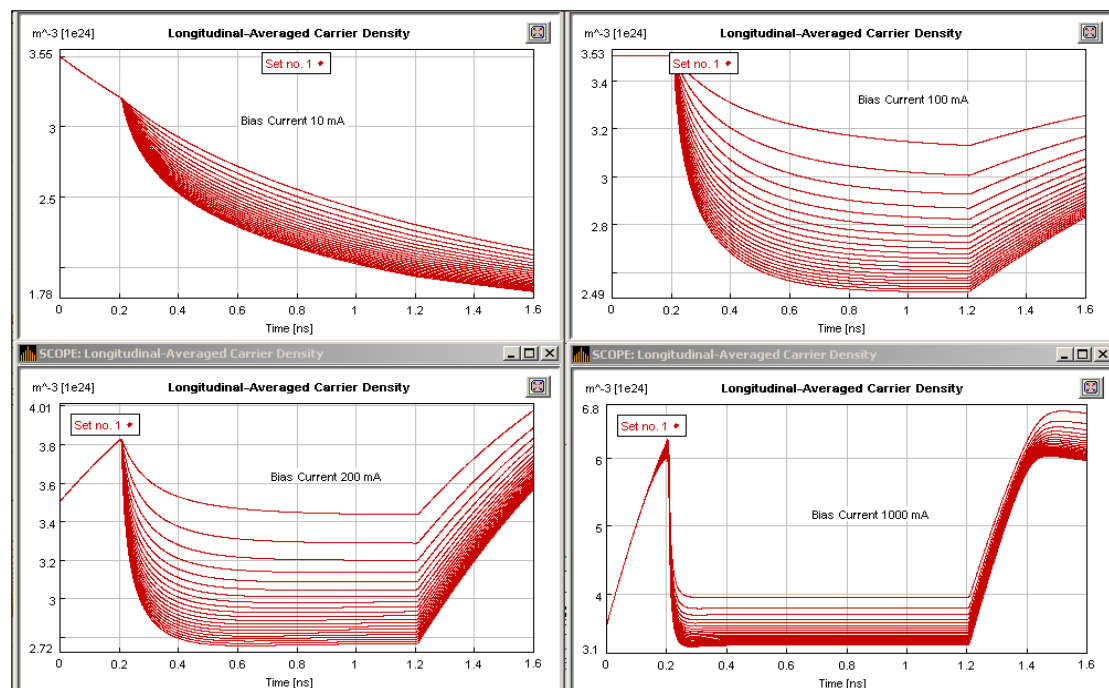 m^-3 [1e24] Longitudinal-Averaged Carrier Density
3.55
Set no. 1
Bias Current 10 mA
3
2.5
1.78
0 0.2 0.4 0.6 0.8 1 1.2 1.4 1.6
Time [ns]
m^-3 [1e24] Longitudinal-Averaged Carrier Density
3.53
Set no. 1
3.4
Bias Current 100 mA
3.2
3
2.8
2.49
0 0.2 0.4 0.6 0.8 1 1.2 1.4 1.6
Time [ns]
SCOPE: Longitudinal-Averaged Carrier Density
m^-3 [1e24] Longitudinal-Averaged Carrier Density
4.01
Set no. 1
3.8
Bias Current 200 mA
3.6
3.4
3.2
3
2.72
0 0.2 0.4 0.6 0.8 1 1.2 1.4 1.6
Time [ns]
SCOPE: Longitudinal-Averaged Carrier Density
m^-3 [1e24] Longitudinal-Averaged Carrier Density
6.8
Set no. 1
6
Bias Current 1000 mA
5
4
3.1
0 0.2 0.4 0.6 0.8 1 1.2 1.4 1.6
Time [ns]